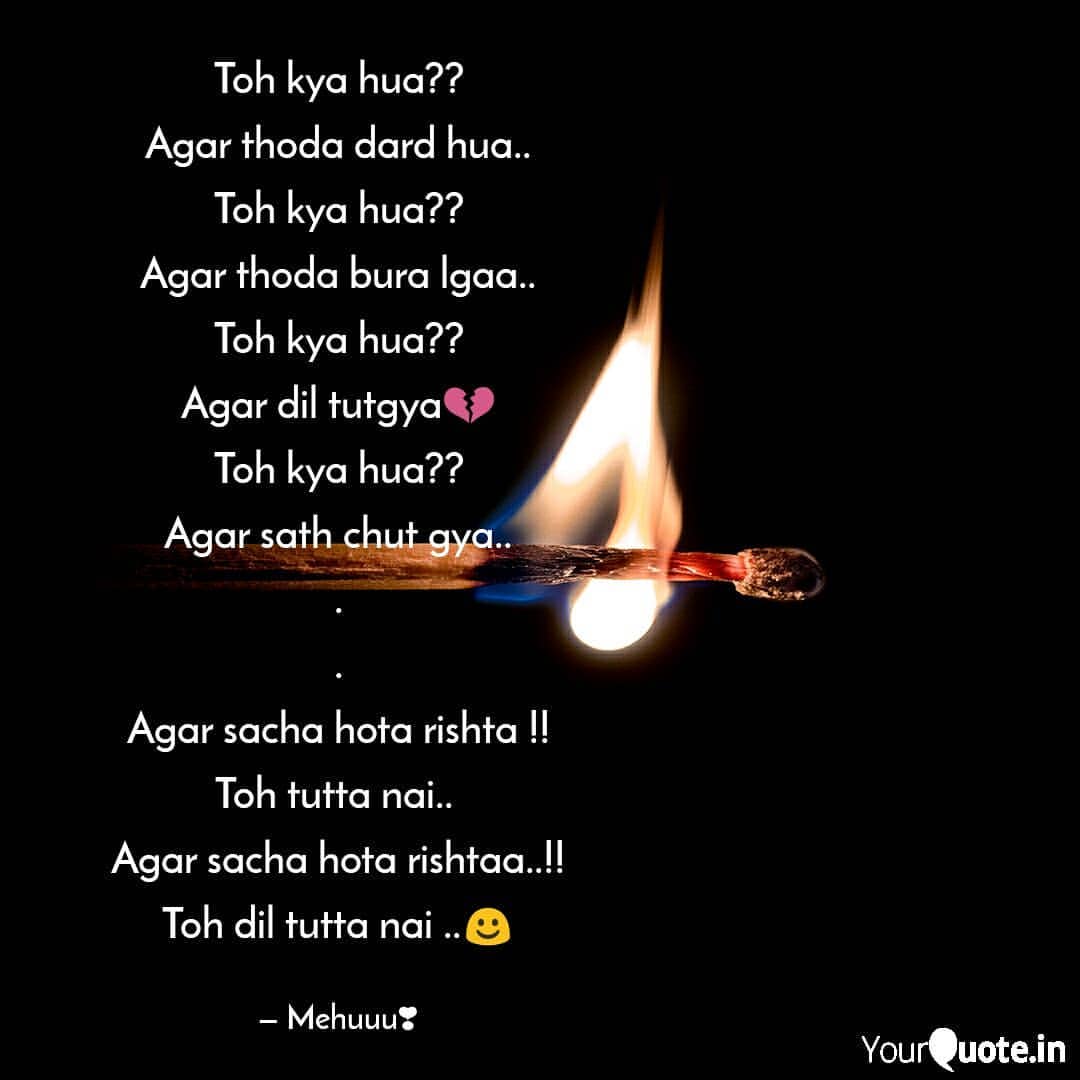 Toh kya hua??
Agar thoda dard hua..
Toh kya hua??
Agar thoda bura lgaa..
Toh kya hua??
Agar dil tutgya💔
Toh kya hua??
Agar sath chut gya..
.
.
Agar sacha hota rishta !!
Toh tutta nai..
Agar sacha hota rishtaa..!!
Toh dil tutta nai ..☺
– Mehuuu❣
YourQuote.in